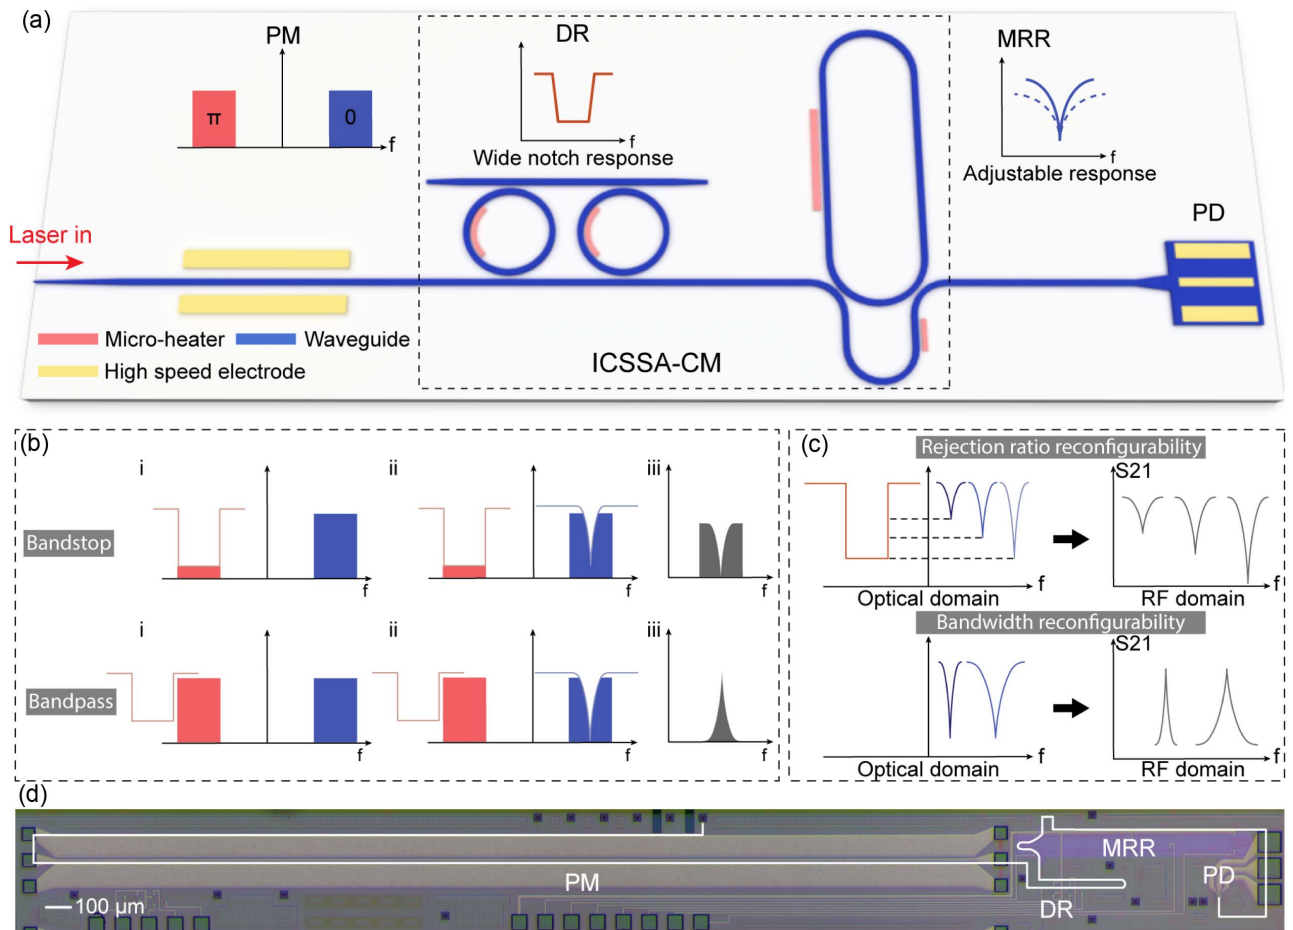 (a)
PM
π
0
f
DR
f
Wide notch response
MRR
f
Adjustable response
PD
Laser in
Micro-heater
Waveguide
High speed electrode
ICSSA-CM
(b)
i
ii
iii
Bandstop
f
f
f
i
ii
iii
Bandpass
f
f
f
(c)
Rejection ratio reconfigurability
S21
f
f
Optical domain
RF domain
Bandwidth reconfigurability
S21
f
f
Optical domain
RF domain
(d)
MRR
PM
PD
DR
100 μm